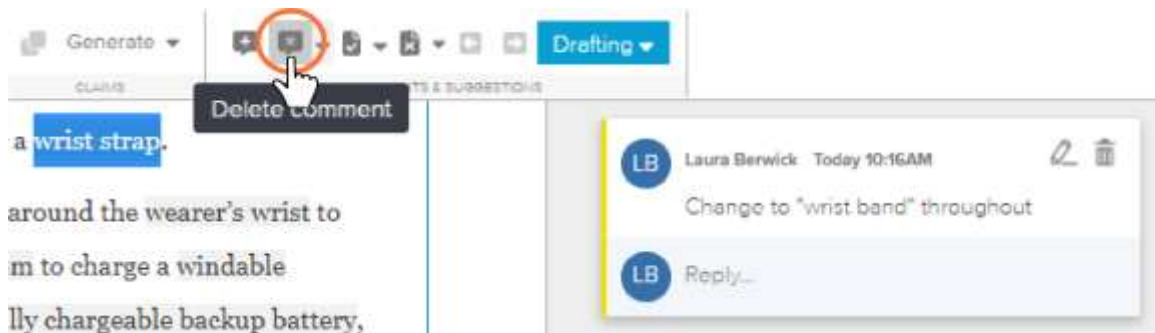 Generate
Drafting
CLAIMS
TS & SUGGESTIONS
Delete comment
a wrist strap.
around the wearer's wrist to
m to charge a windable
lly chargeable backup battery,
LB
Laura Berwick Today 10:16AM
Change to "wrist band" throughout
LB
Reply...